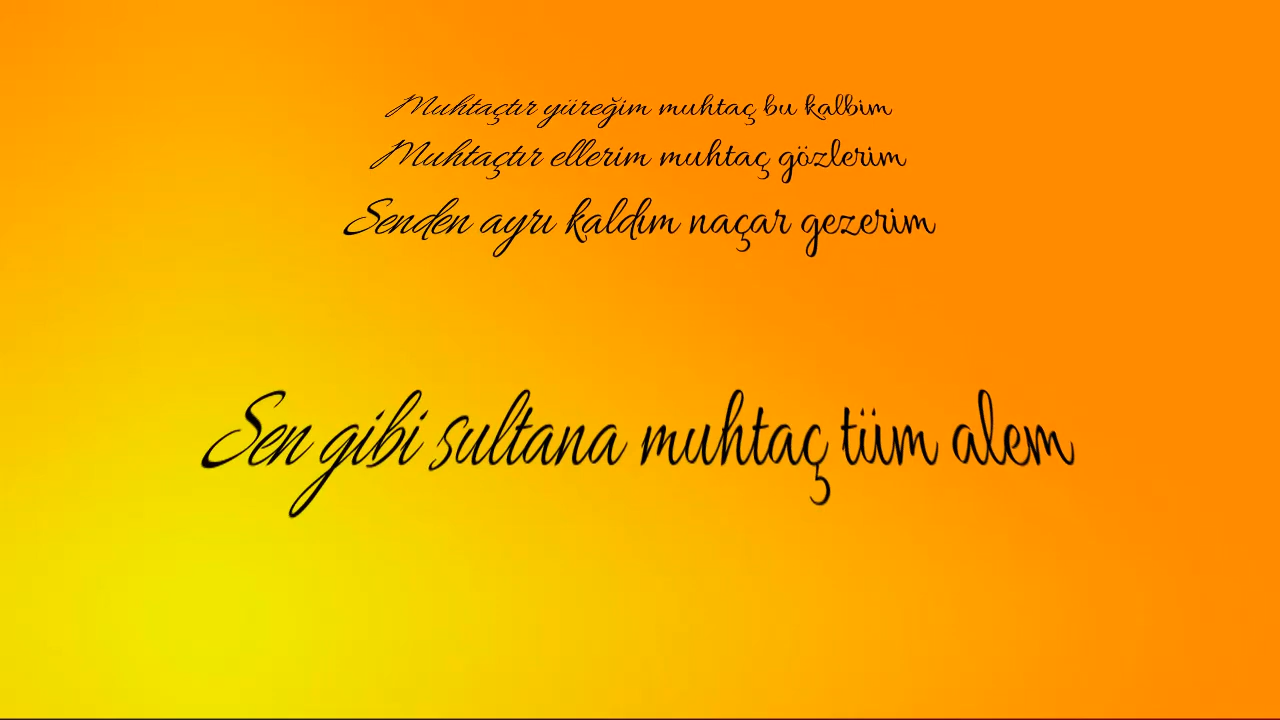 Muhtaçtır yüreğim muhtaç bu kalbim
Muhtaçtır ellerim muhtaç gözlerim
Senden ayrı kaldım naçar gezerim
Sen gibi sultana muhtaç tüm alem